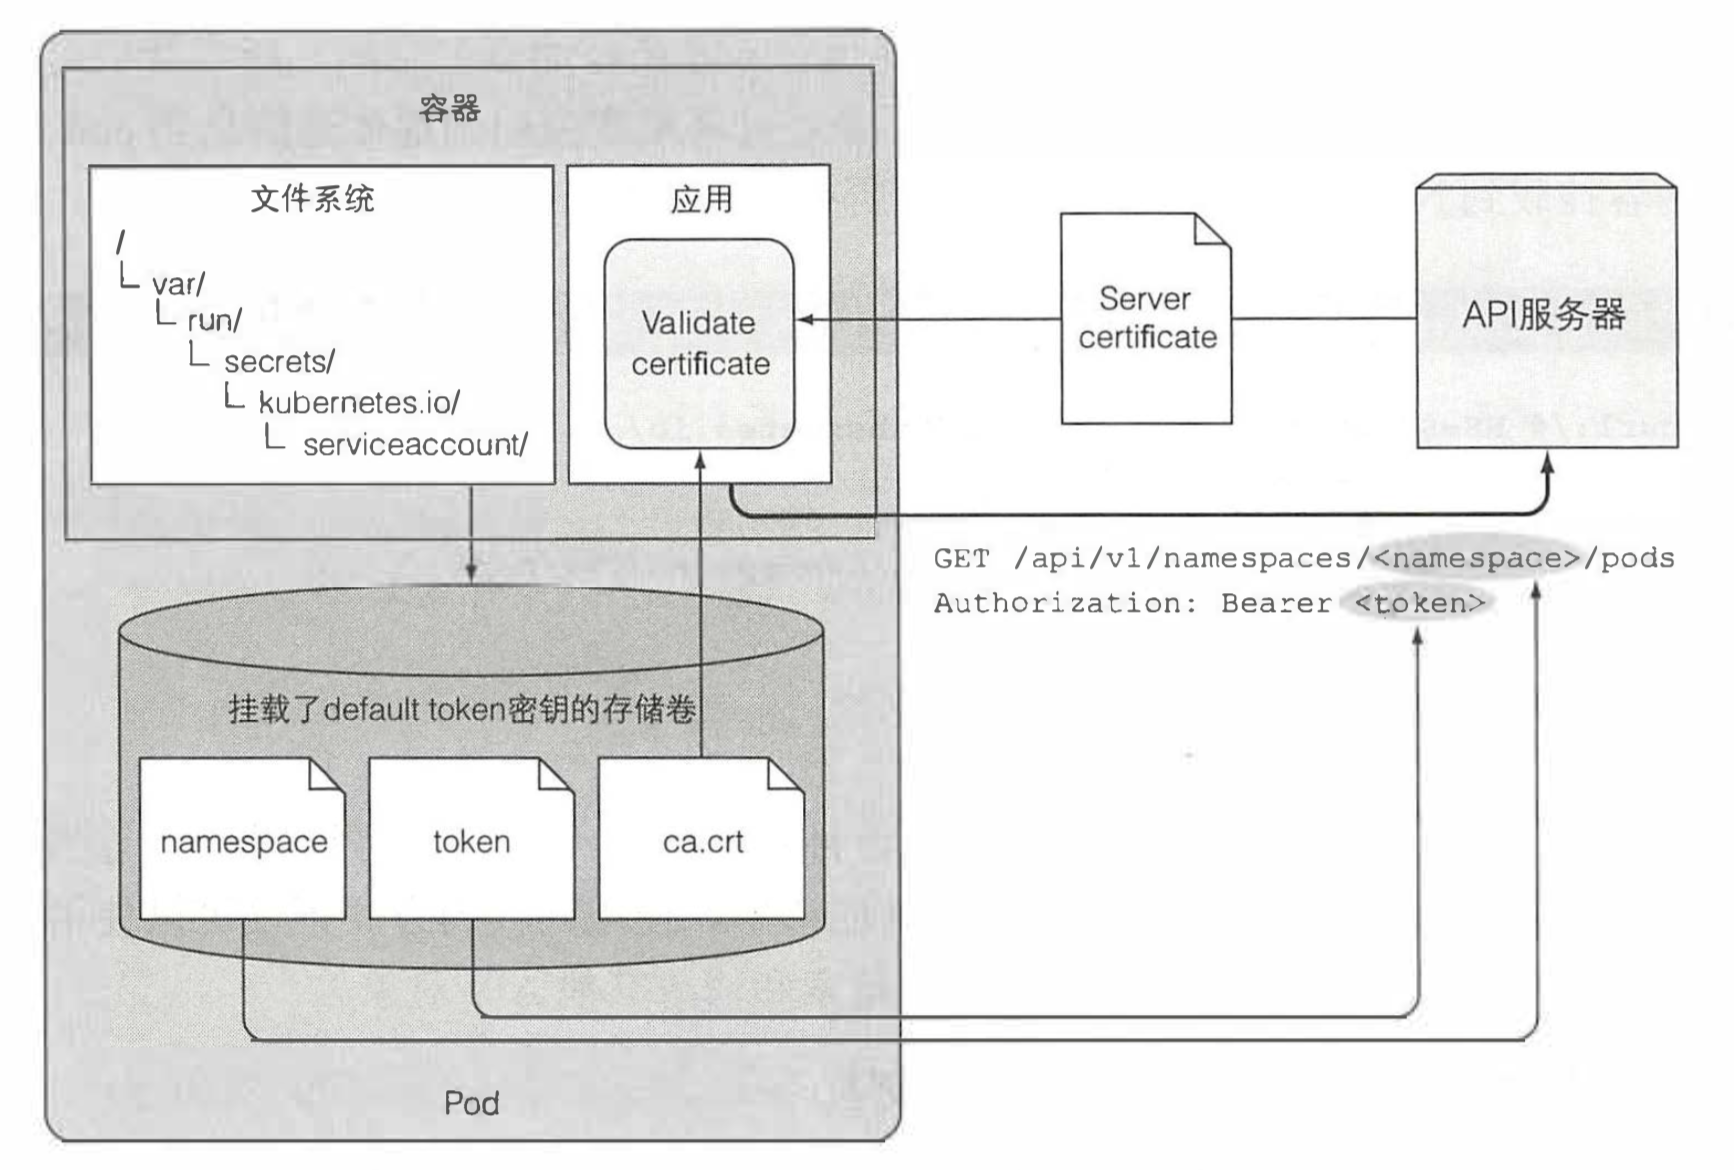 容器
文件系统
/
var/
run/
secrets/
kubernetes.io/
serviceaccount/
应用
Validate
certificate
Server
certificate
API服务器
GET /api/v1/namespaces/<namespace>/pods
Authorization: Bearer <token>
挂载了default token密钥的存储卷
namespace
token
ca.crt
Pod